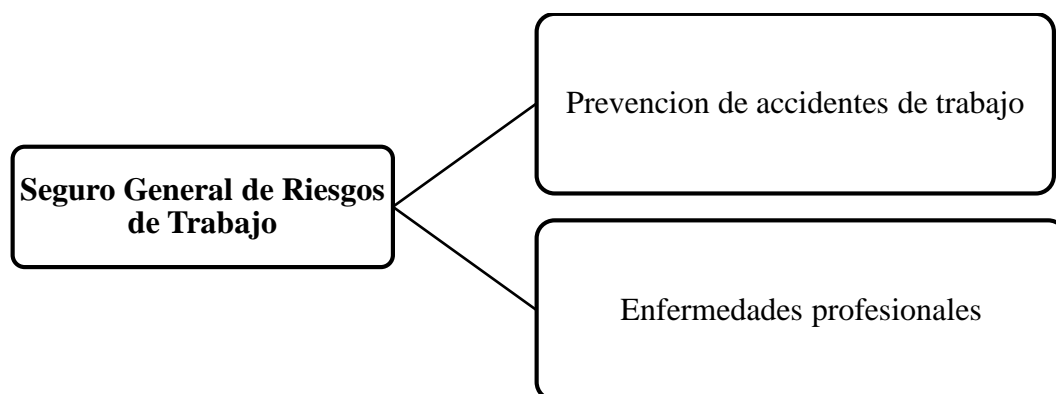 Seguro General de Riesgos
de Trabajo
Prevencion de accidentes de trabajo
Enfermedades profesionales